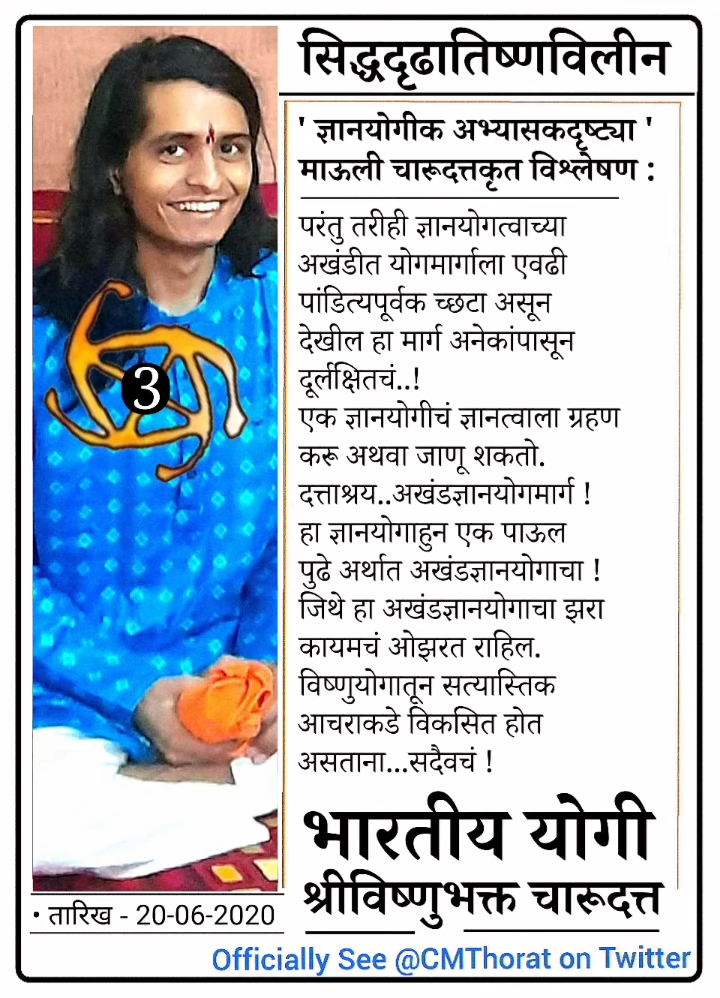 सिद्धदृढातिष्णविलीन
' ज्ञानयोगीक अभ्यासकदृष्ट्या '
माऊली चारूदत्तकृत विश्लेषण :
परंतु तरीही ज्ञानयोगत्वाच्या
अखंडीत योगमार्गाला एवढी
पांडित्यपूर्वक च्छटा असून
देखील हा मार्ग अनेकांपासून
दूर्लक्षितचं..!
एक ज्ञानयोगीचं ज्ञानत्वाला ग्रहण
करू अथवा जाणू शकतो.
दत्ताश्रय..अखंडज्ञानयोगमार्ग !
हा ज्ञानयोगाहुन एक पाऊल
पुढे अर्थात अखंडज्ञानयोगाचा !
जिथे हा अखंडज्ञानयोगाचा झरा
कायमचं ओझरत राहिल.
विष्णुयोगातून सत्यास्तिक
आचराकडे विकसित होत
असताना...सदैवचं !
भारतीय योगी
श्रीविष्णुभक्त चारूदत्त
3
• तारिख - 20-06-2020
Officially See @CMThorat on Twitter